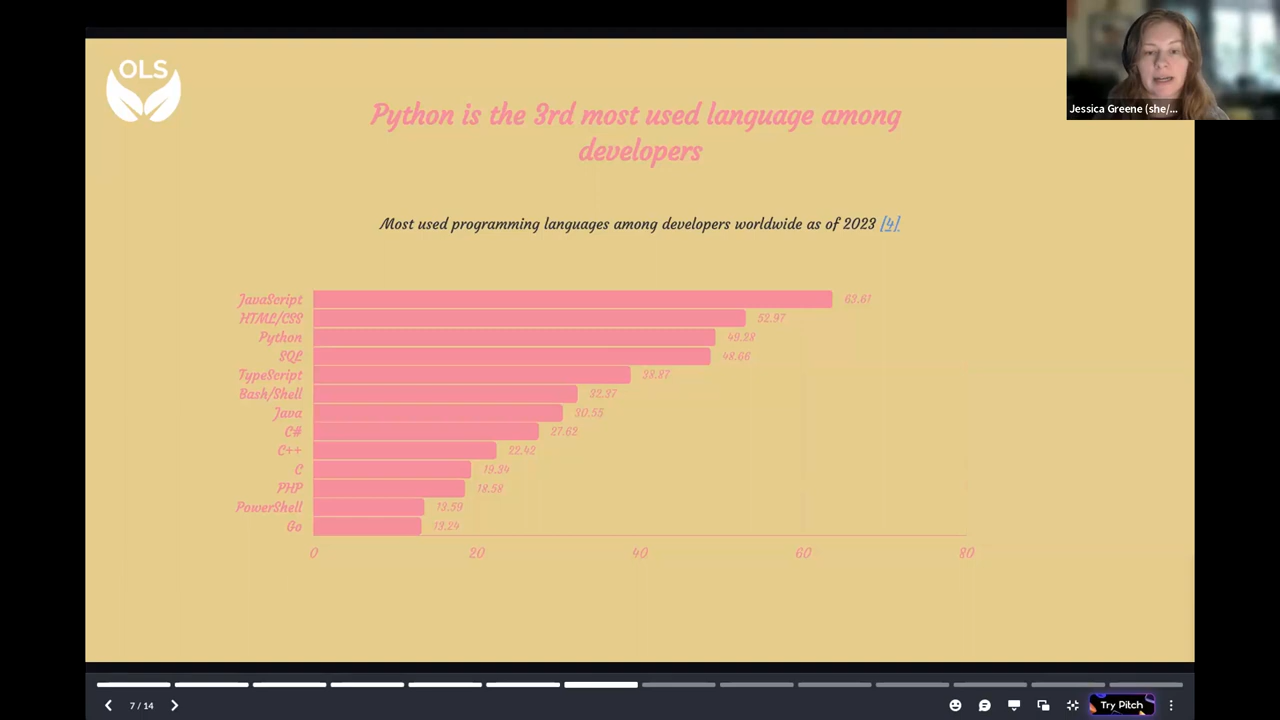 OLS
Python is the 3rd most used language among
developers
Most used programming languages among developers worldwide as of 2023 [4]
JavaScript 63.61
HTML/CSS 52.97
Python 49.28
SQL 48.66
TypeScript 38.87
Bash/Shell 32.37
Java 30.55
C# 27.62
C++ 22.42
C 19.34
PHP 18.58
PowerShell 13.59
Go 13.24
0 20 40 60 80
Jessica Greene (she/...
7 / 14
Try Pitch